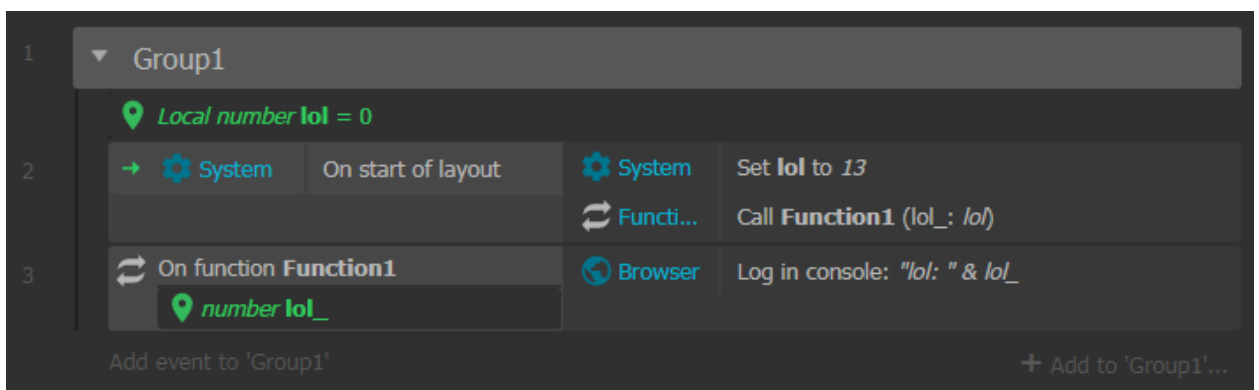 1 Group1
Local number lol = 0
2 System On start of layout System Set lol to 13
Functi... Call Function1 (lol_: lol)
3 On function Function1 Browser Log in console: "lol: " & lol_
number lol_
Add event to 'Group1' + Add to 'Group1'...